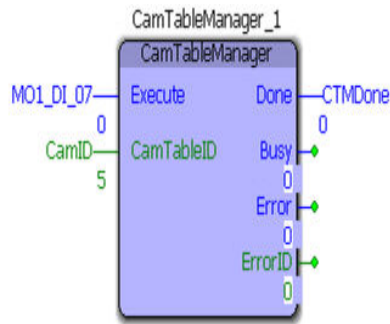 CamTableManager_1
CamTableManager
MO1_DI_07 Execute Done CTMDone
0 0
CamID CamTableID Busy
5 0
Error
0
ErrorID
0